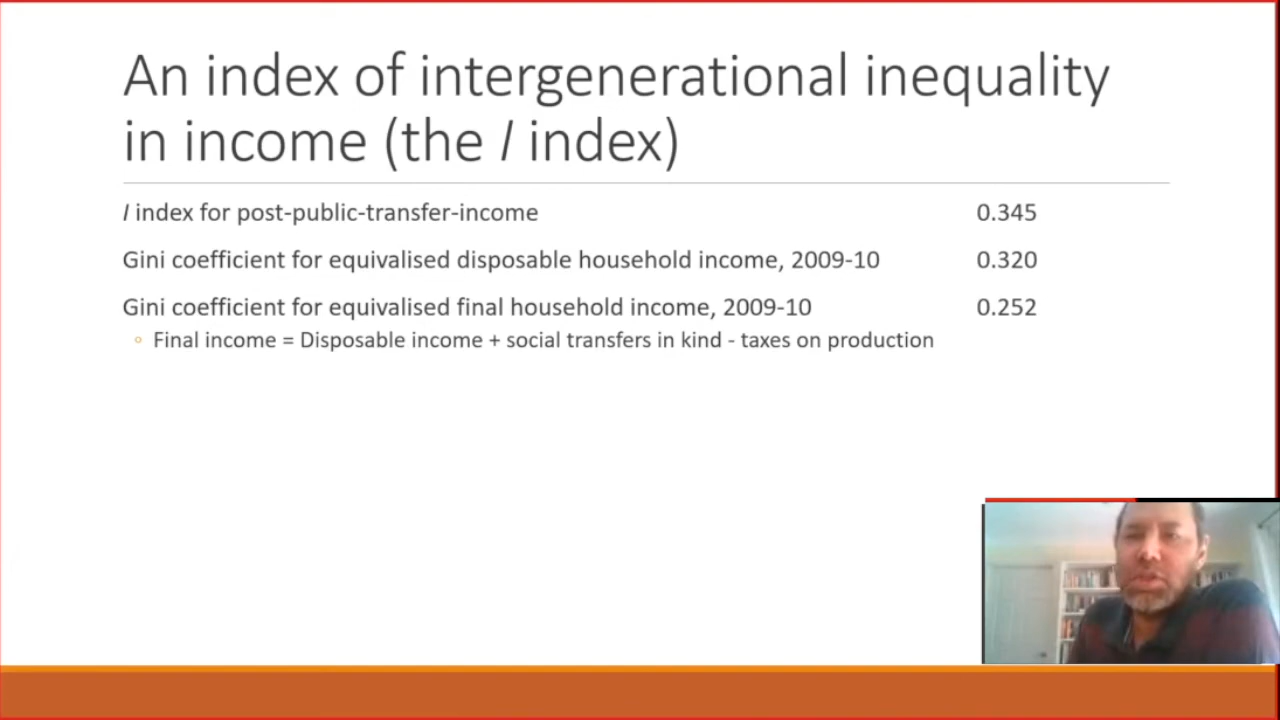 An index of intergenerational inequality
in income (the I index)
I index for post-public-transfer-income 0.345
Gini coefficient for equivalised disposable household income, 2009-10 0.320
Gini coefficient for equivalised final household income, 2009-10 0.252
◦ Final income = Disposable income + social transfers in kind - taxes on production